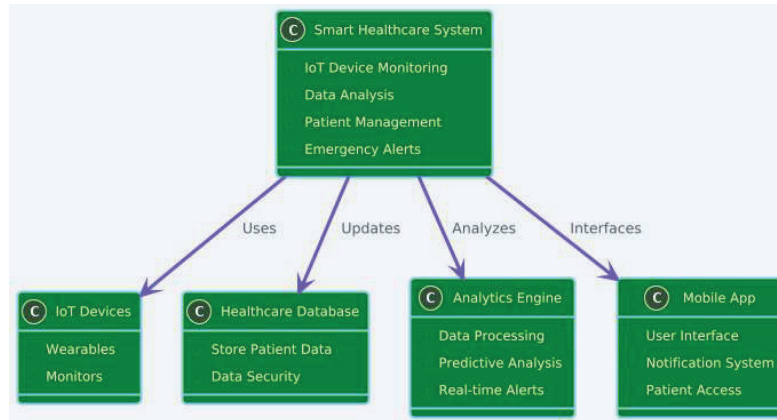 C Smart Healthcare System
IoT Device Monitoring
Data Analysis
Patient Management
Emergency Alerts
Uses
Updates
Analyzes
Interfaces
C IoT Devices
Wearables
Monitors
C Healthcare Database
Store Patient Data
Data Security
C Analytics Engine
Data Processing
Predictive Analysis
Real-time Alerts
C Mobile App
User Interface
Notification System
Patient Access